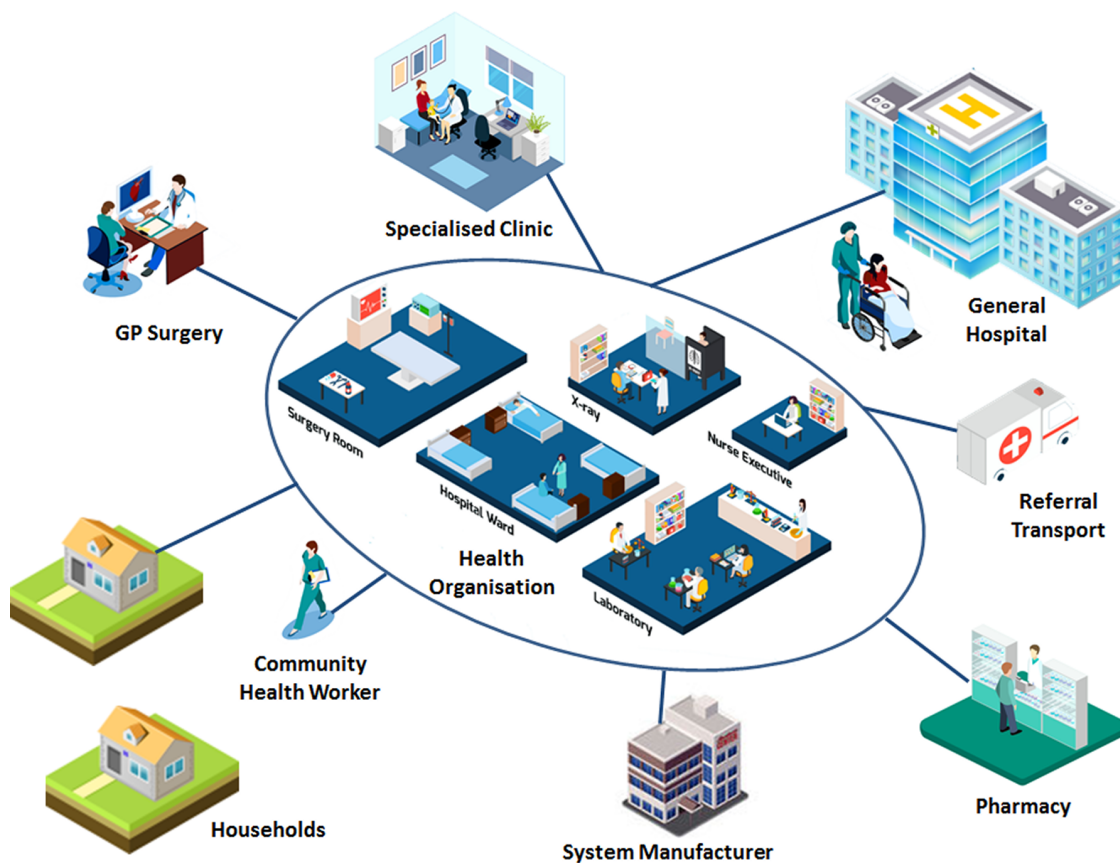 Specialised Clinic
GP Surgery
General
Hospital
Surgery Room
X-ray
Nurse Executive
Hospital Ward
Health
Organisation
Laboratory
Referral
Transport
Community
Health Worker
Households
System Manufacturer
Pharmacy
H